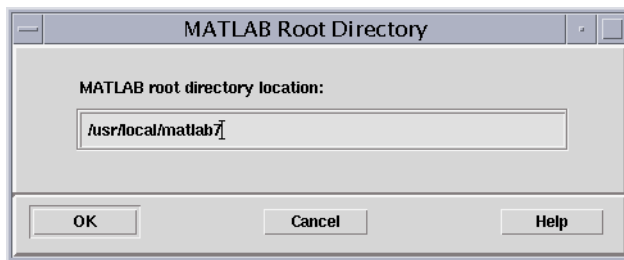 MATLAB Root Directory
MATLAB root directory location:
/usr/local/matlab7
OK Cancel Help